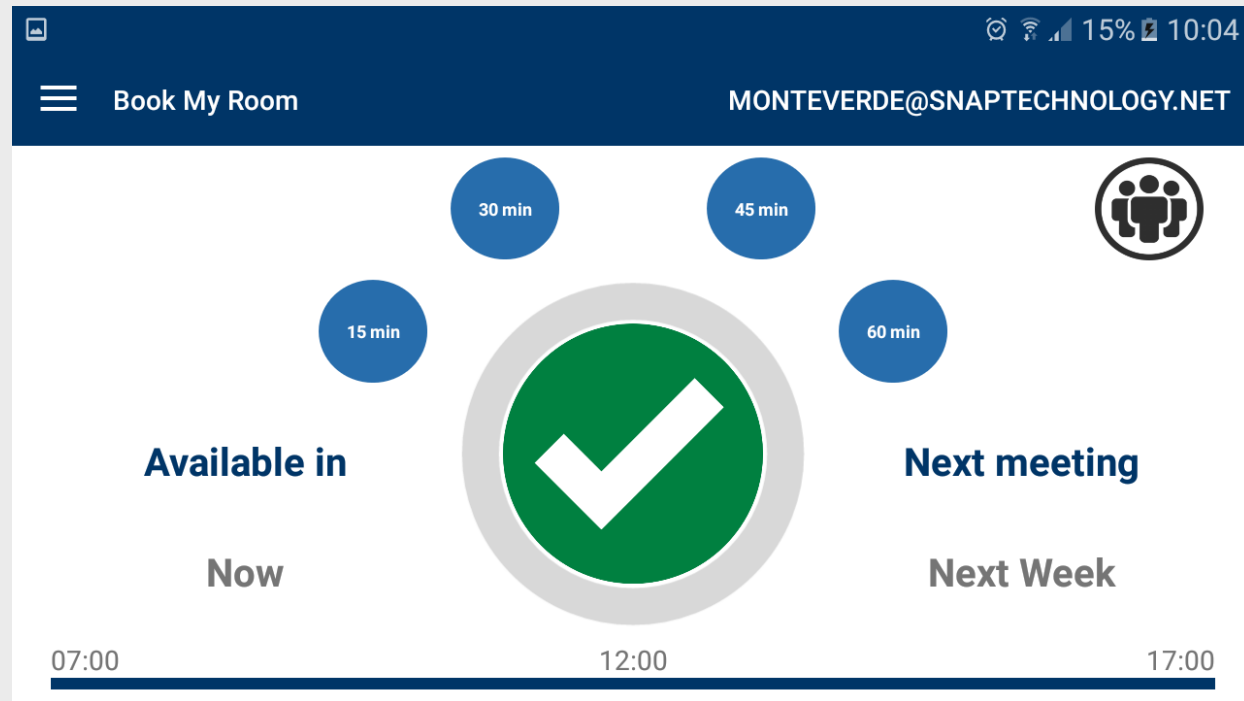 15% 10:04
Book My Room MONTEVERDE@SNAPTECHNOLOGY.NET
30 min 45 min
15 min 60 min
Available in Next meeting
Now Next Week
07:00 12:00 17:00